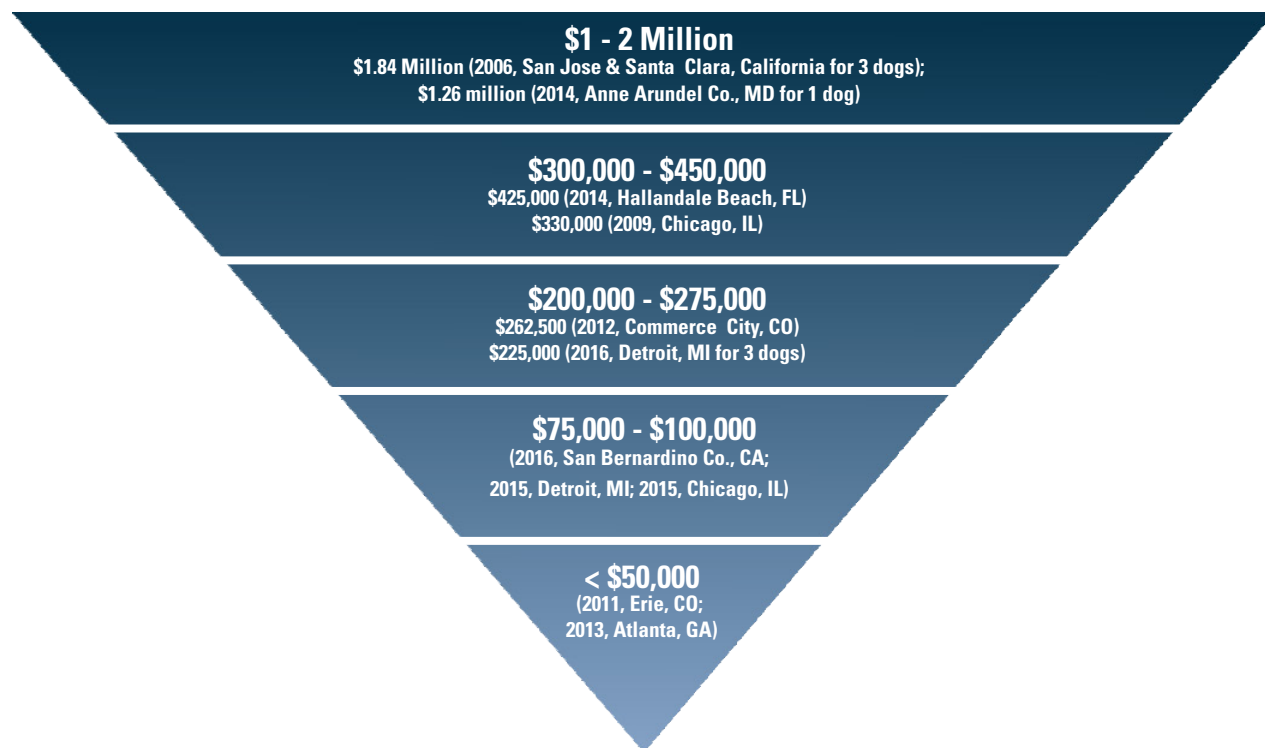 $1 - 2 Million
$1.84 Million (2006, San Jose & Santa Clara, California for 3 dogs);
$1.26 million (2014, Anne Arundel Co., MD for 1 dog)
$300,000 - $450,000
$425,000 (2014, Hallandale Beach, FL)
$330,000 (2009, Chicago, IL)
$200,000 - $275,000
$262,500 (2012, Commerce City, CO)
$225,000 (2016, Detroit, MI for 3 dogs)
$75,000 - $100,000
(2016, San Bernardino Co., CA;
2015, Detroit, MI; 2015, Chicago, IL)
< $50,000
(2011, Erie, CO;
2013, Atlanta, GA)